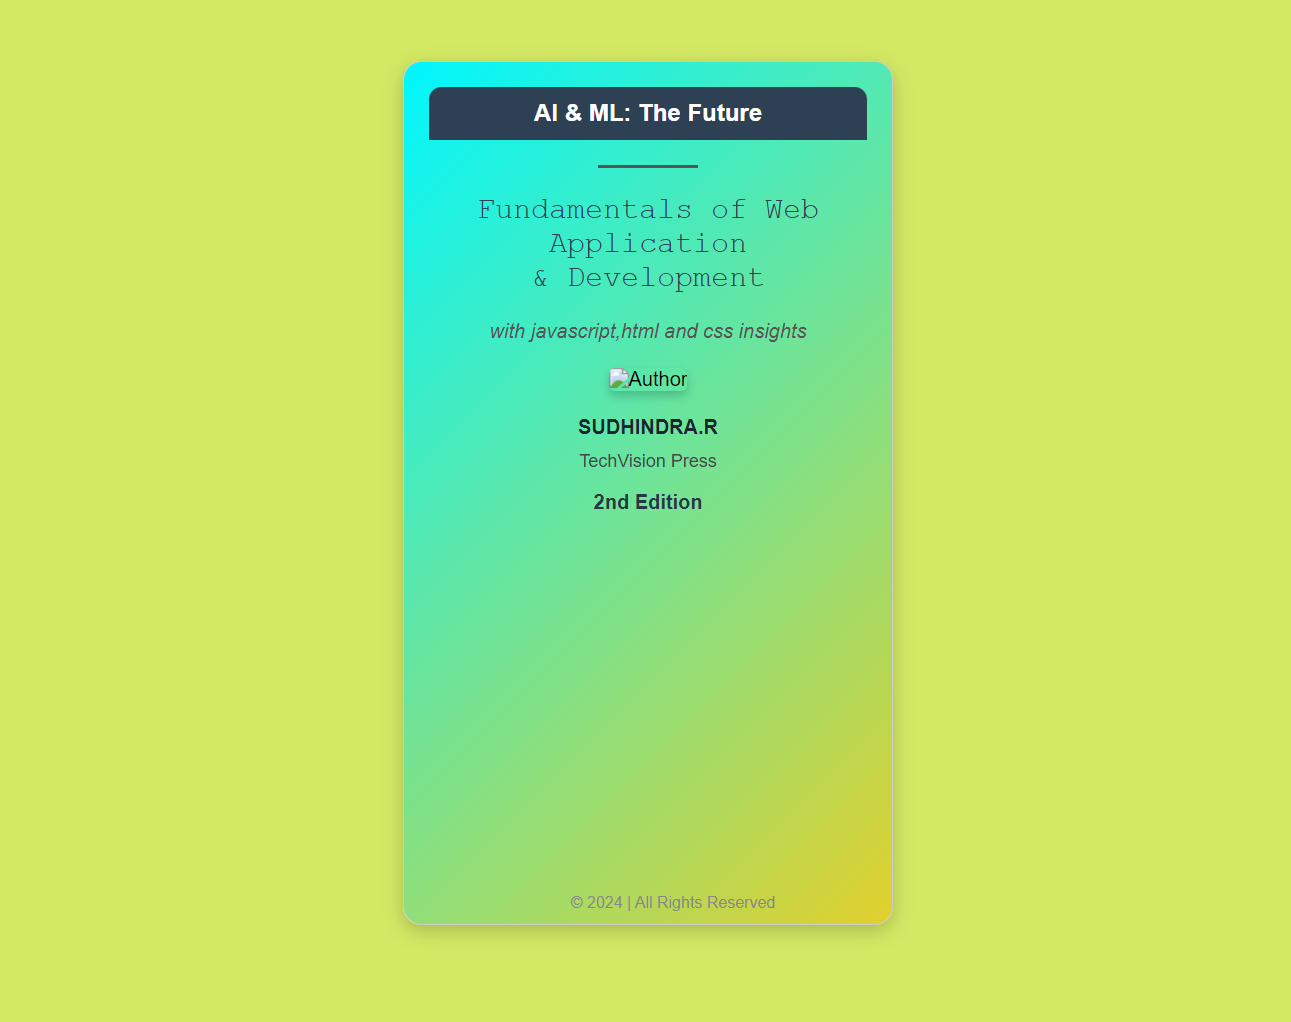 AI & ML: The Future
Fundamentals of Web
Application
& Development
with javascript,html and css insights
Author
SUDHINDRA.R
TechVision Press
2nd Edition
© 2024 | All Rights Reserved